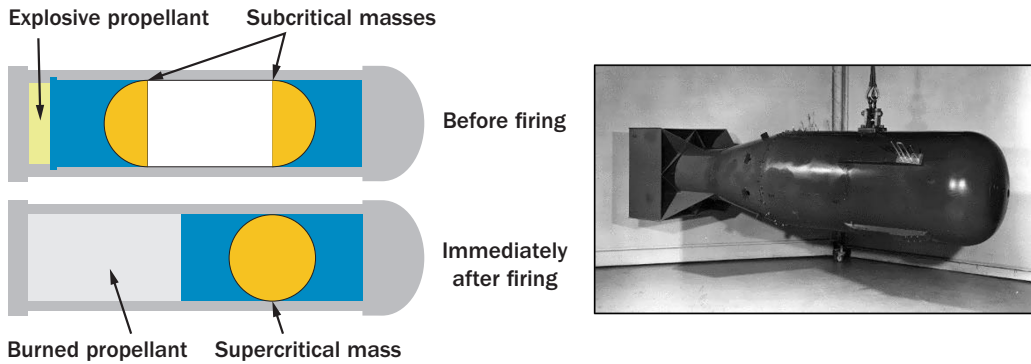 Explosive propellant
Subcritical masses
Before firing
Immediately
after firing
Burned propellant
Supercritical mass